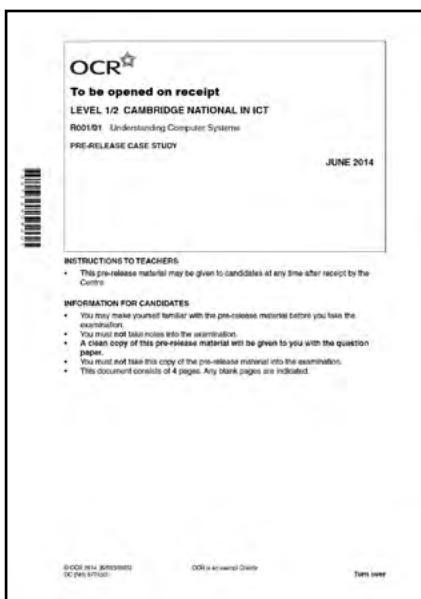 OCR
To be opened on receipt
LEVEL 1/2 CAMBRIDGE NATIONAL IN ICT
R001/01 Understanding Computer Systems
PRE-RELEASE CASE STUDY
JUNE 2014
INSTRUCTIONS TO TEACHERS
• This pre-release material may be given to candidates at any time after receipt by the
Centre.
INFORMATION FOR CANDIDATES
• You may make yourself familiar with the pre-release material before you take the
examination.
• You must not take notes into the examination.
• A clean copy of this pre-release material will be given to you with the question
paper.
• You must not take this copy of the pre-release material into the examination.
• This document consists of 4 pages. Any blank pages are indicated.
© OCR 2014
OCR is an exempt Charity
Turn over